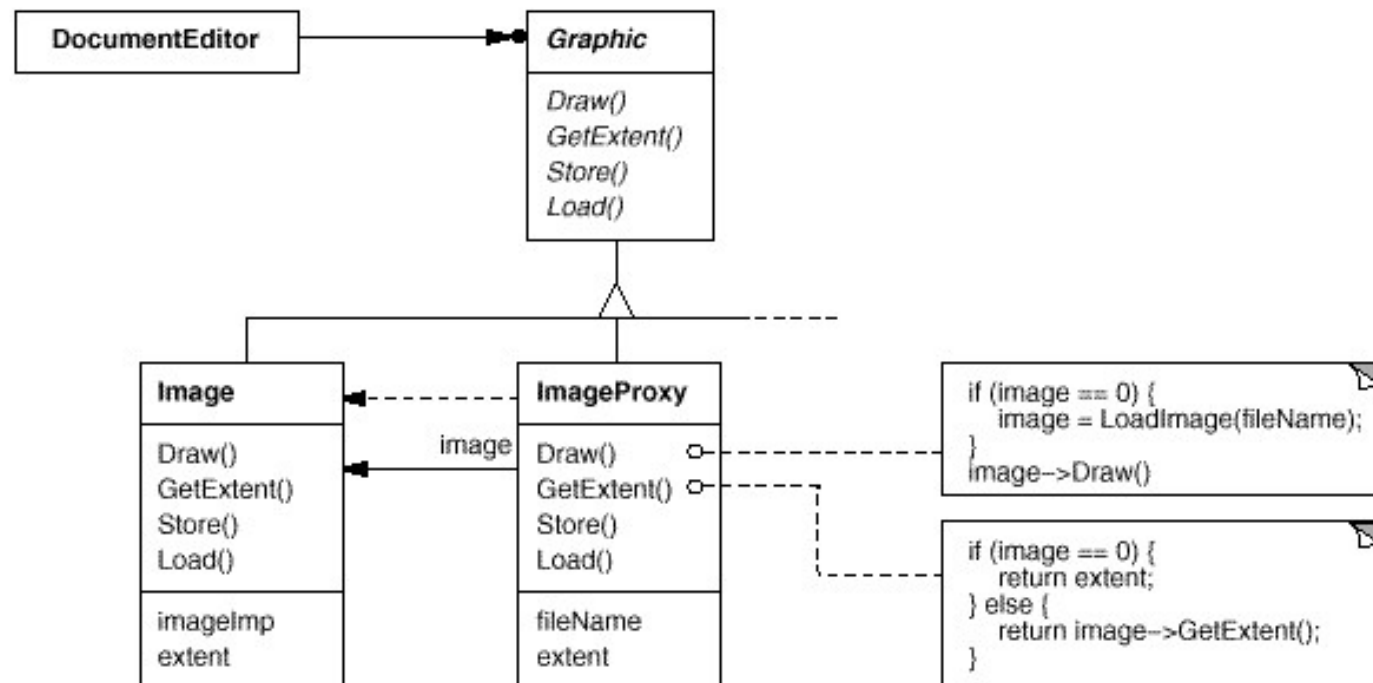 DocumentEditor
Graphic
Draw()
GetExtent()
Store()
Load()
Image
Draw()
GetExtent()
Store()
Load()
imageImp
extent
image
ImageProxy
Draw()
GetExtent()
Store()
Load()
fileName
extent
if (image == 0) {
image = LoadImage(fileName);
}
image->Draw()
if (image == 0) {
return extent;
} else {
return image->GetExtent();
}